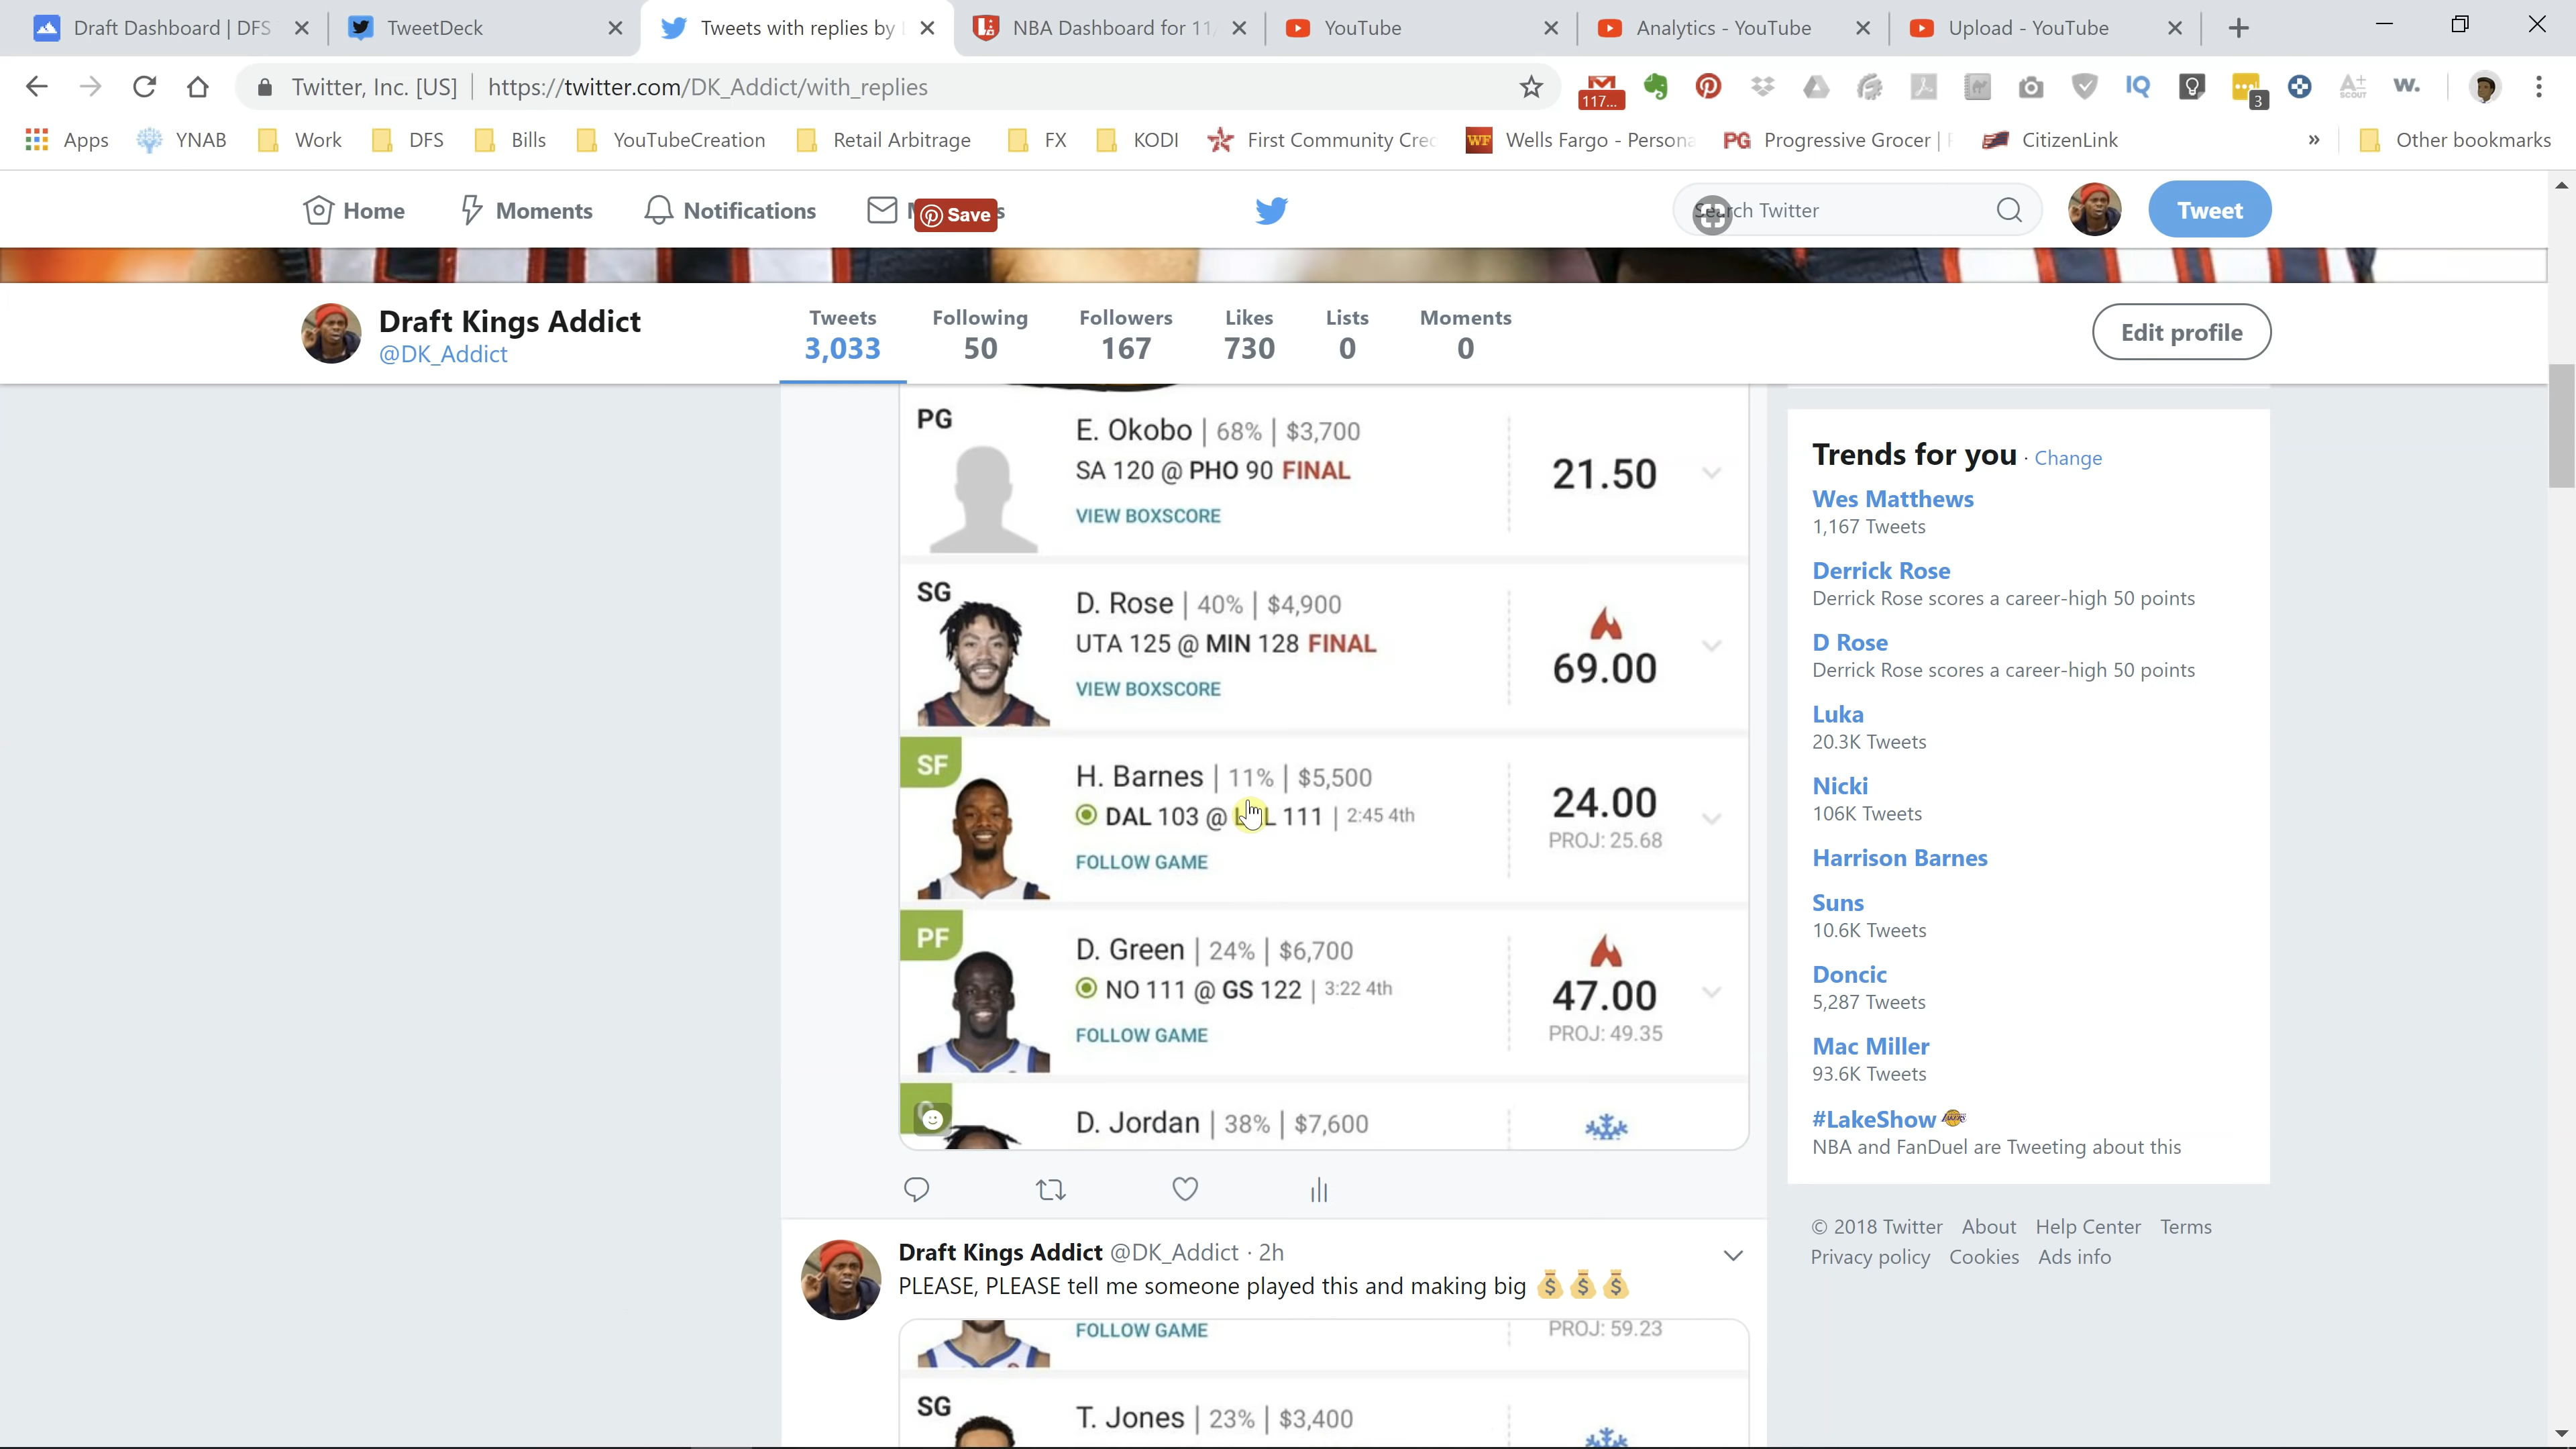 Draft Dashboard | DFS
TweetDeck
Tweets with replies by
NBA Dashboard for 11/
YouTube
Analytics - YouTube
Upload - YouTube
Twitter, Inc. [US] https://twitter.com/DK_Addict/with_replies
117...
IQ
3
A±
SCOUT
w.
Apps
YNAB
Work
DFS
Bills
YouTubeCreation
Retail Arbitrage
FX
KODI
First Community Cre
WF Wells Fargo - Persona
PG Progressive Grocer |
CitizenLink
»
Other bookmarks
Home
Moments
Notifications
Save
Search Twitter
Tweet
Draft Kings Addict
@DK_Addict
Tweets
3,033
Following
50
Followers
167
Likes
730
Lists
0
Moments
0
Edit profile
PG
E. Okobo | 68% | $3,700
SA 120 @ PHO 90 FINAL
VIEW BOXSCORE
21.50
SG
D. Rose | 40% | $4,900
UTA 125 @ MIN 128 FINAL
VIEW BOXSCORE
69.00
SF
H. Barnes | 11% | $5,500
DAL 103 @ L 111 | 2:45 4th
FOLLOW GAME
24.00
PROJ: 25.68
PF
D. Green | 24% | $6,700
NO 111 @ GS 122 | 3:22 4th
FOLLOW GAME
47.00
PROJ: 49.35
D. Jordan | 38% | $7,600
Draft Kings Addict @DK_Addict · 2h
PLEASE, PLEASE tell me someone played this and making big
FOLLOW GAME
PROJ: 59.23
SG
T. Jones | 23% | $3,400
Trends for you · Change
Wes Matthews
1,167 Tweets
Derrick Rose
Derrick Rose scores a career-high 50 points
D Rose
Derrick Rose scores a career-high 50 points
Luka
20.3K Tweets
Nicki
106K Tweets
Harrison Barnes
Suns
10.6K Tweets
Doncic
5,287 Tweets
Mac Miller
93.6K Tweets
#LakeShow
NBA and FanDuel are Tweeting about this
© 2018 Twitter About Help Center Terms
Privacy policy Cookies Ads info